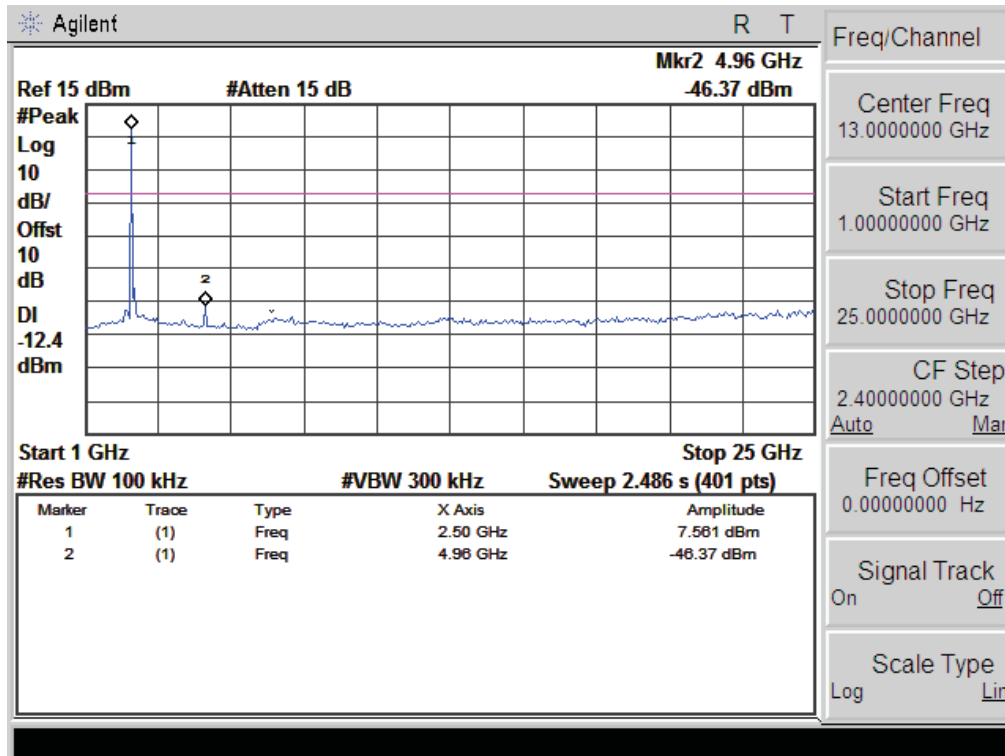 Agilent R T
Mkr2 4.96 GHz
Ref 15 dBm #Atten 15 dB -46.37 dBm
#Peak
Log
10
dB/
Offst
10
dB
DI
-12.4
dBm
1
2
Start 1 GHz Stop 25 GHz
#Res BW 100 kHz #VBW 300 kHz Sweep 2.486 s (401 pts)
Marker Trace Type X Axis Amplitude
1 (1) Freq 2.50 GHz 7.561 dBm
2 (1) Freq 4.96 GHz -46.37 dBm
Freq/Channel
Center Freq
13.0000000 GHz
Start Freq
1.00000000 GHz
Stop Freq
25.0000000 GHz
CF Step
2.40000000 GHz
Auto Man
Freq Offset
0.00000000 Hz
Signal Track
On Off
Scale Type
Log Lin